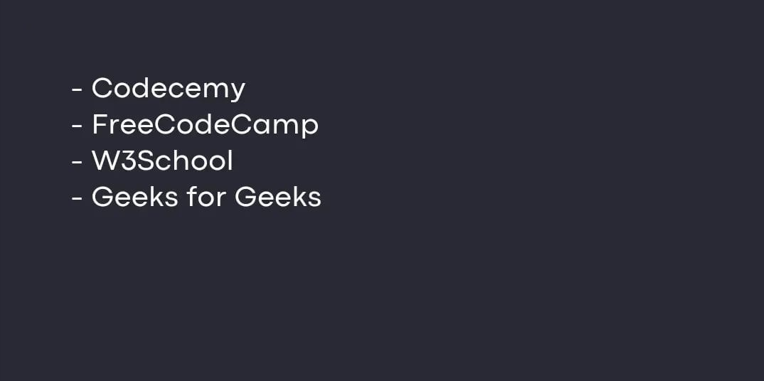 - Codecemy
- FreeCodeCamp
- W3School
- Geeks for Geeks